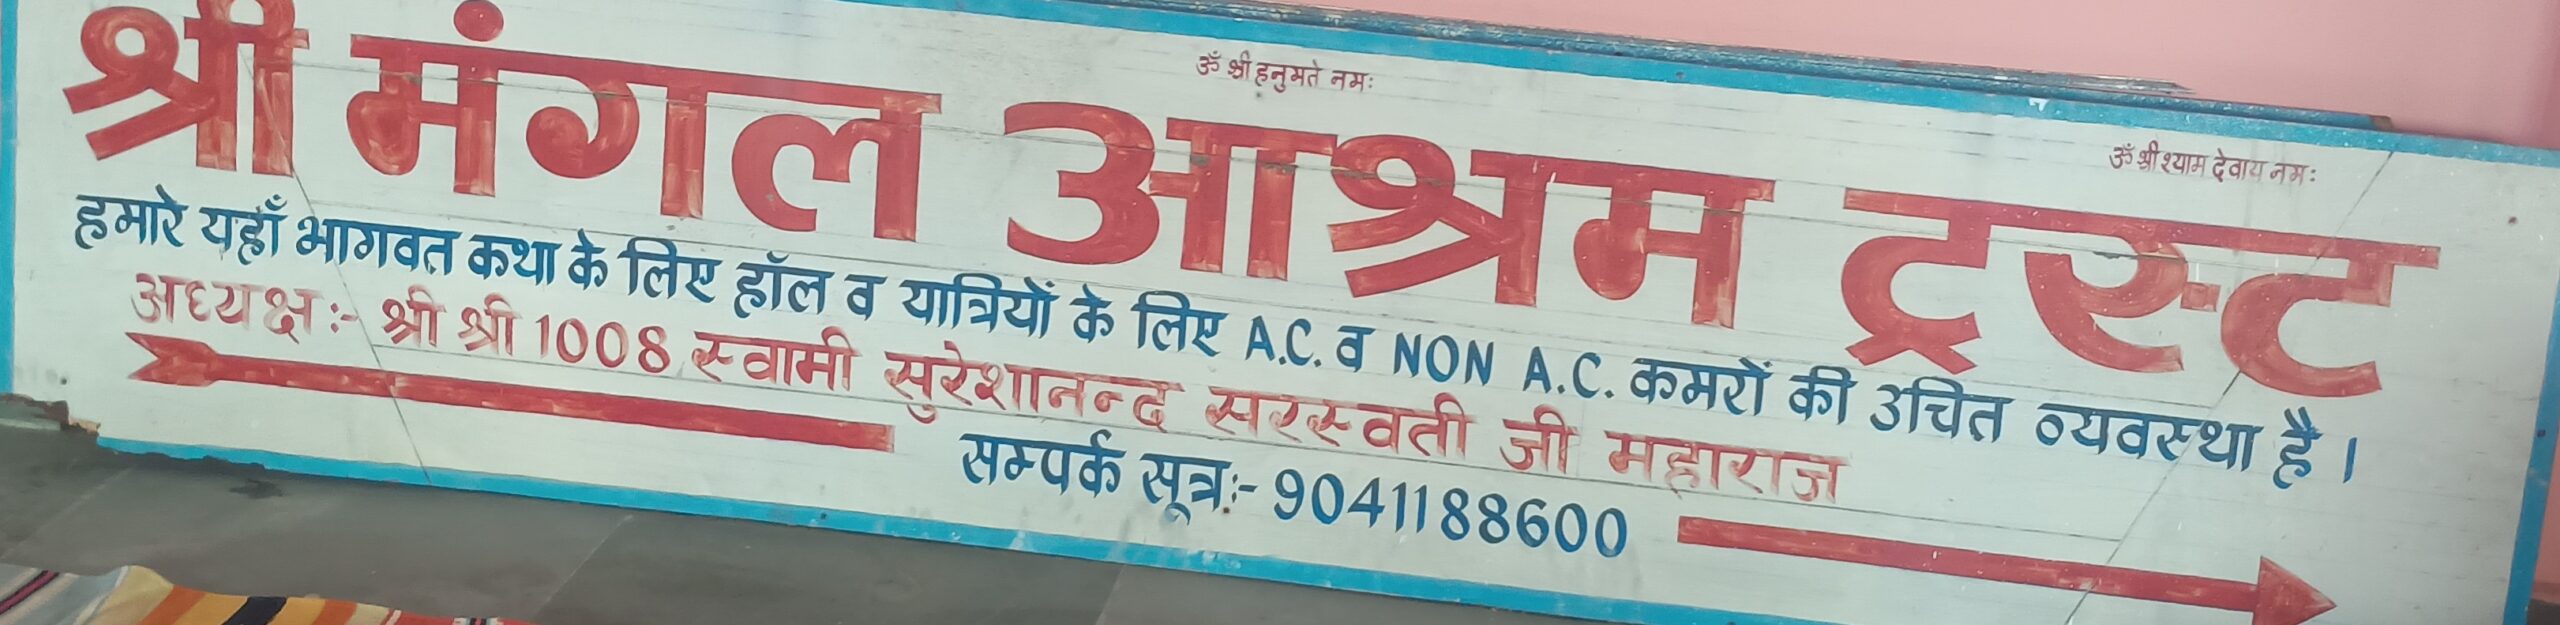 ॐ श्री हनुमते नमः
ॐ श्री श्याम देवाय नमः
श्री मंगल आश्रम ट्रस्ट
हमारे यहाँ भागवत कथा के लिए हॉल व यात्रियों के लिए A.C. व NON A.C. कमरों की उचित व्यवस्था है।
अध्यक्षः- श्री श्री 1008 स्वामी सुरेशानन्द सरस्वती जी महाराज
सम्पर्क सूत्रः- 9041188600